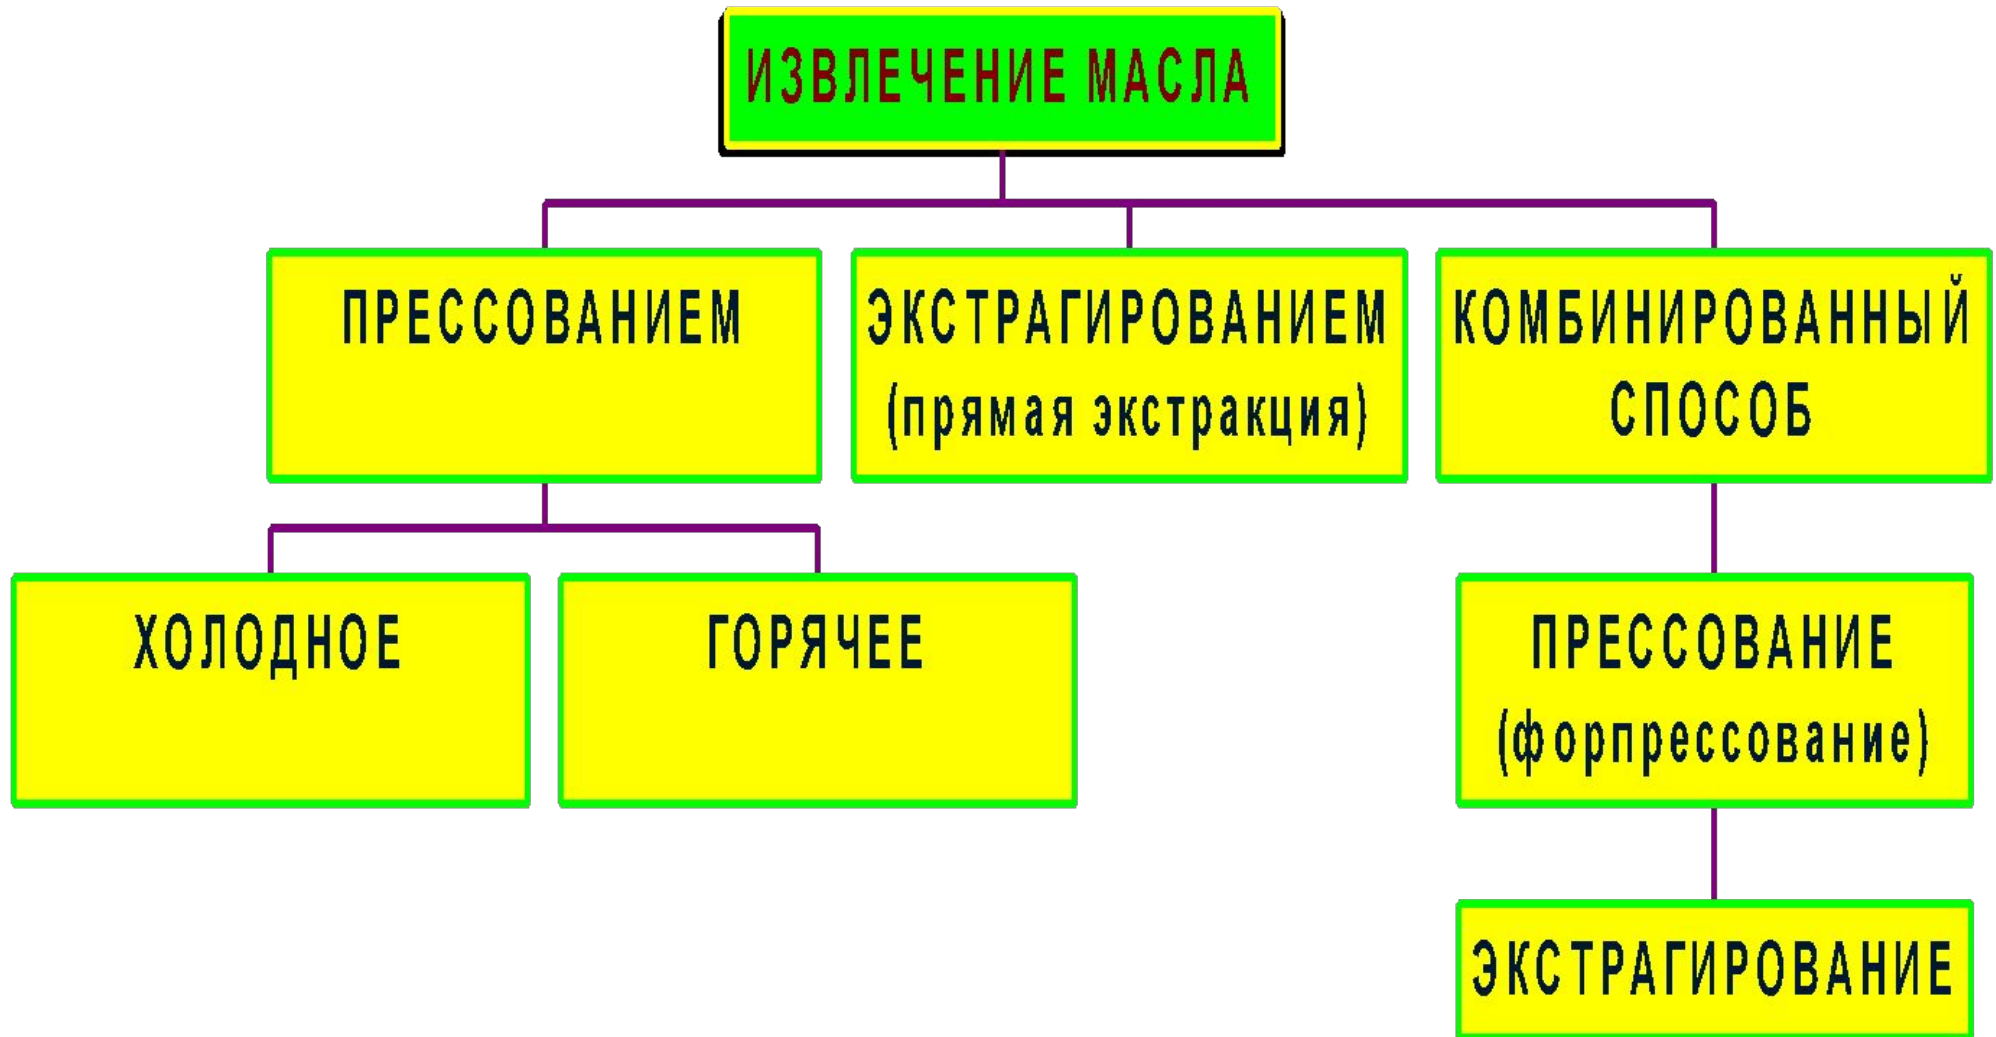 ИЗВЛЕЧЕНИЕ МАСЛА
ПРЕССОВАНИЕМ
ЭКСТРАГИРОВАНИЕМ
(прямая экстракция)
КОМБИНИРОВАННЫЙ
СПОСОБ
ХОЛОДНОЕ
ГОРЯЧЕЕ
ПРЕССОВАНИЕ
(форпрессование)
ЭКСТРАГИРОВАНИЕ